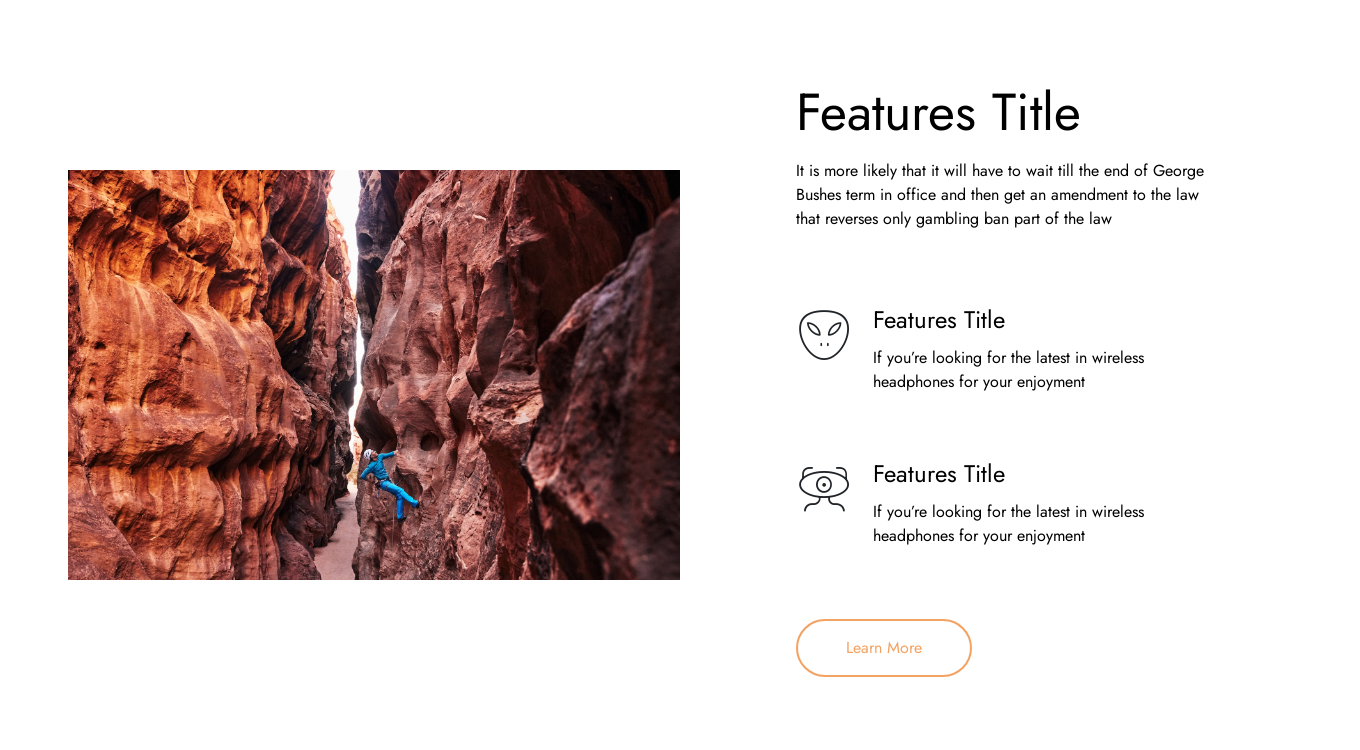 Features Title
It is more likely that it will have to wait till the end of George
Bushes term in office and then get an amendment to the law
that reverses only gambling ban part of the law
Features Title
If you’re looking for the latest in wireless
headphones for your enjoyment
Features Title
If you’re looking for the latest in wireless
headphones for your enjoyment
Learn More